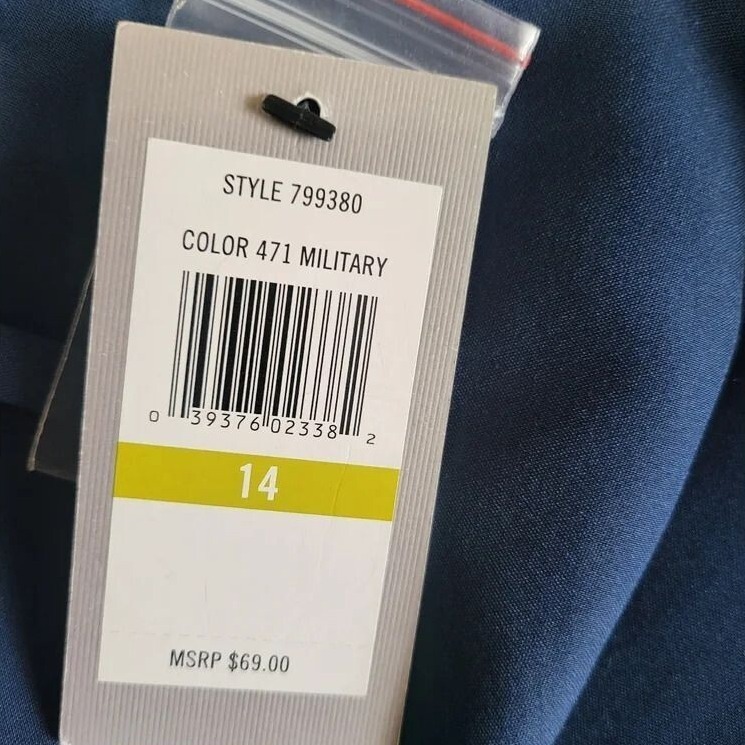 STYLE 799380
COLOR 471 MILITARY
0 39376 02338 2
14
MSRP $69.00